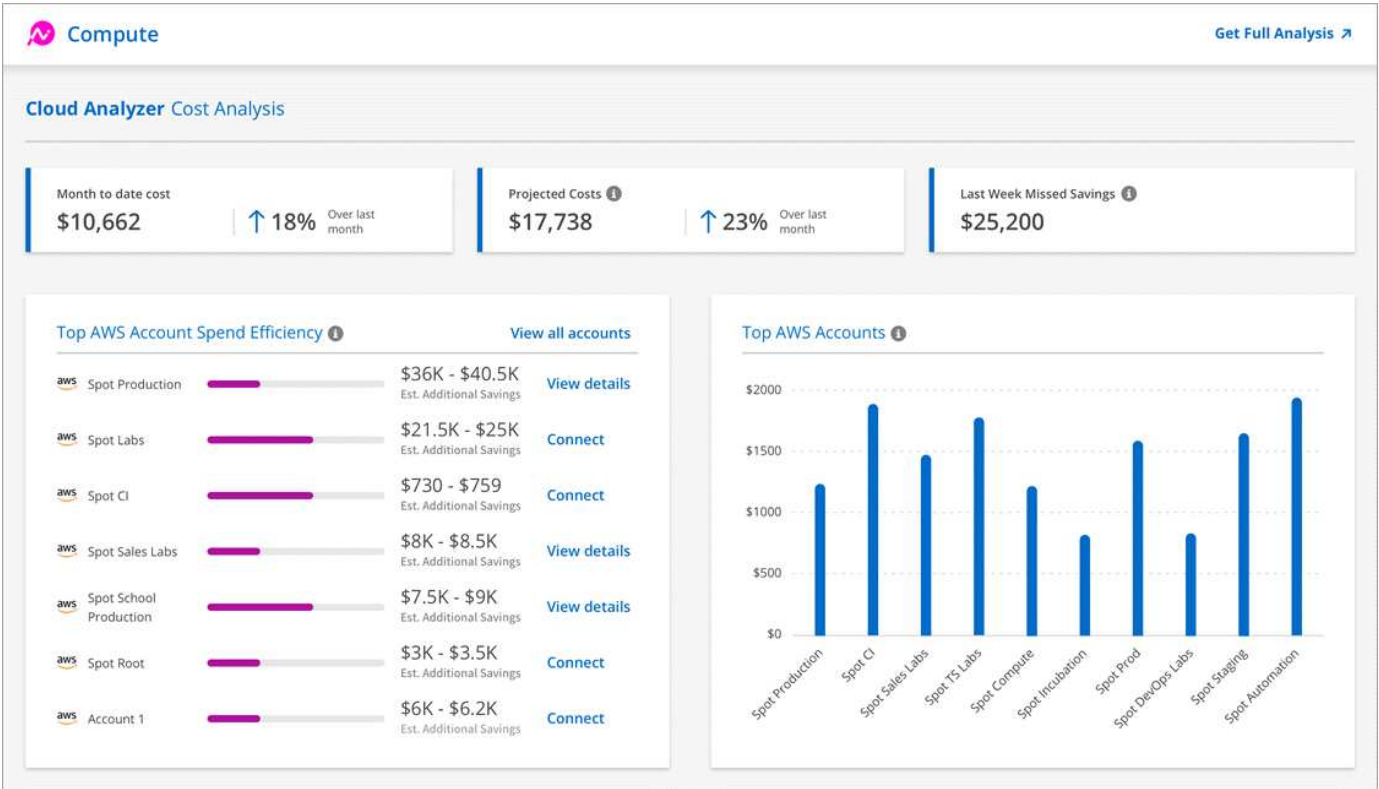 Compute
Get Full Analysis ↗
Cloud Analyzer Cost Analysis
Month to date cost
$10,662
↑ 18%
Over last
month
Projected Costs
$17,738
↑ 23%
Over last
month
Last Week Missed Savings
$25,200
Top AWS Account Spend Efficiency
View all accounts
aws Spot Production
$36K - $40.5K
Est. Additional Savings
View details
aws Spot Labs
$21.5K - $25K
Est. Additional Savings
Connect
aws Spot CI
$730 - $759
Est. Additional Savings
Connect
aws Spot Sales Labs
$8K - $8.5K
Est. Additional Savings
View details
aws Spot School
Production
$7.5K - $9K
Est. Additional Savings
View details
aws Spot Root
$3K - $3.5K
Est. Additional Savings
Connect
aws Account 1
$6K - $6.2K
Est. Additional Savings
Connect
Top AWS Accounts
$2000
$1500
$1000
$500
$0
Spot Production
Spot CI
Spot Sales Labs
Spot TS Labs
Spot Compute
Spot Incubation
Spot Prod
Spot DevOps Labs
Spot Staging
Spot Automation